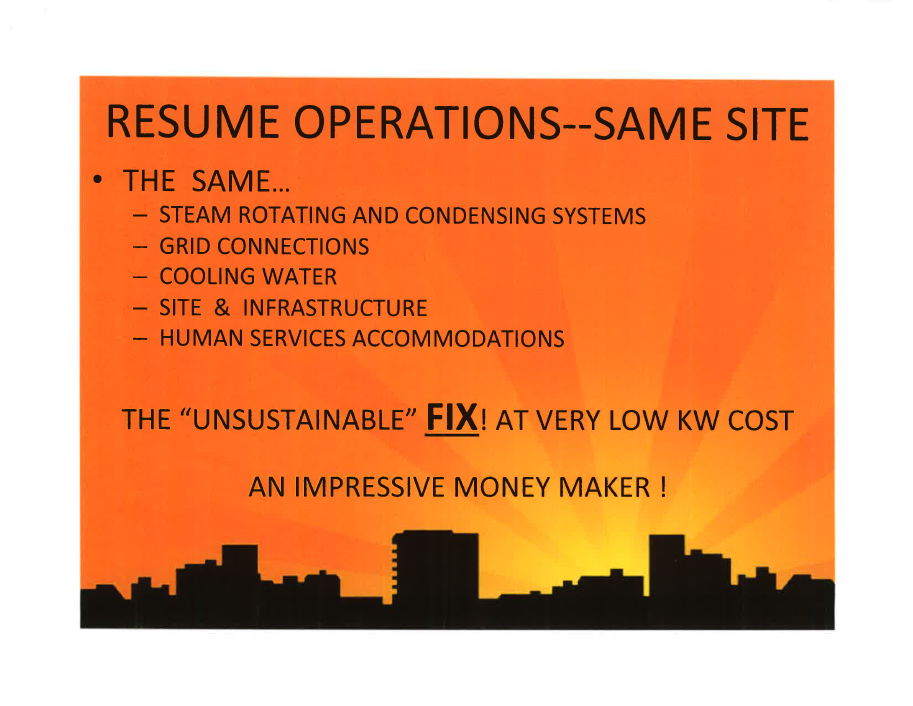 RESUME OPERATIONS--SAME SITE
• THE SAME...
– STEAM ROTATING AND CONDENSING SYSTEMS
– GRID CONNECTIONS
– COOLING WATER
– SITE & INFRASTRUCTURE
– HUMAN SERVICES ACCOMMODATIONS
THE “UNSUSTAINABLE” FIX! AT VERY LOW KW COST
AN IMPRESSIVE MONEY MAKER !